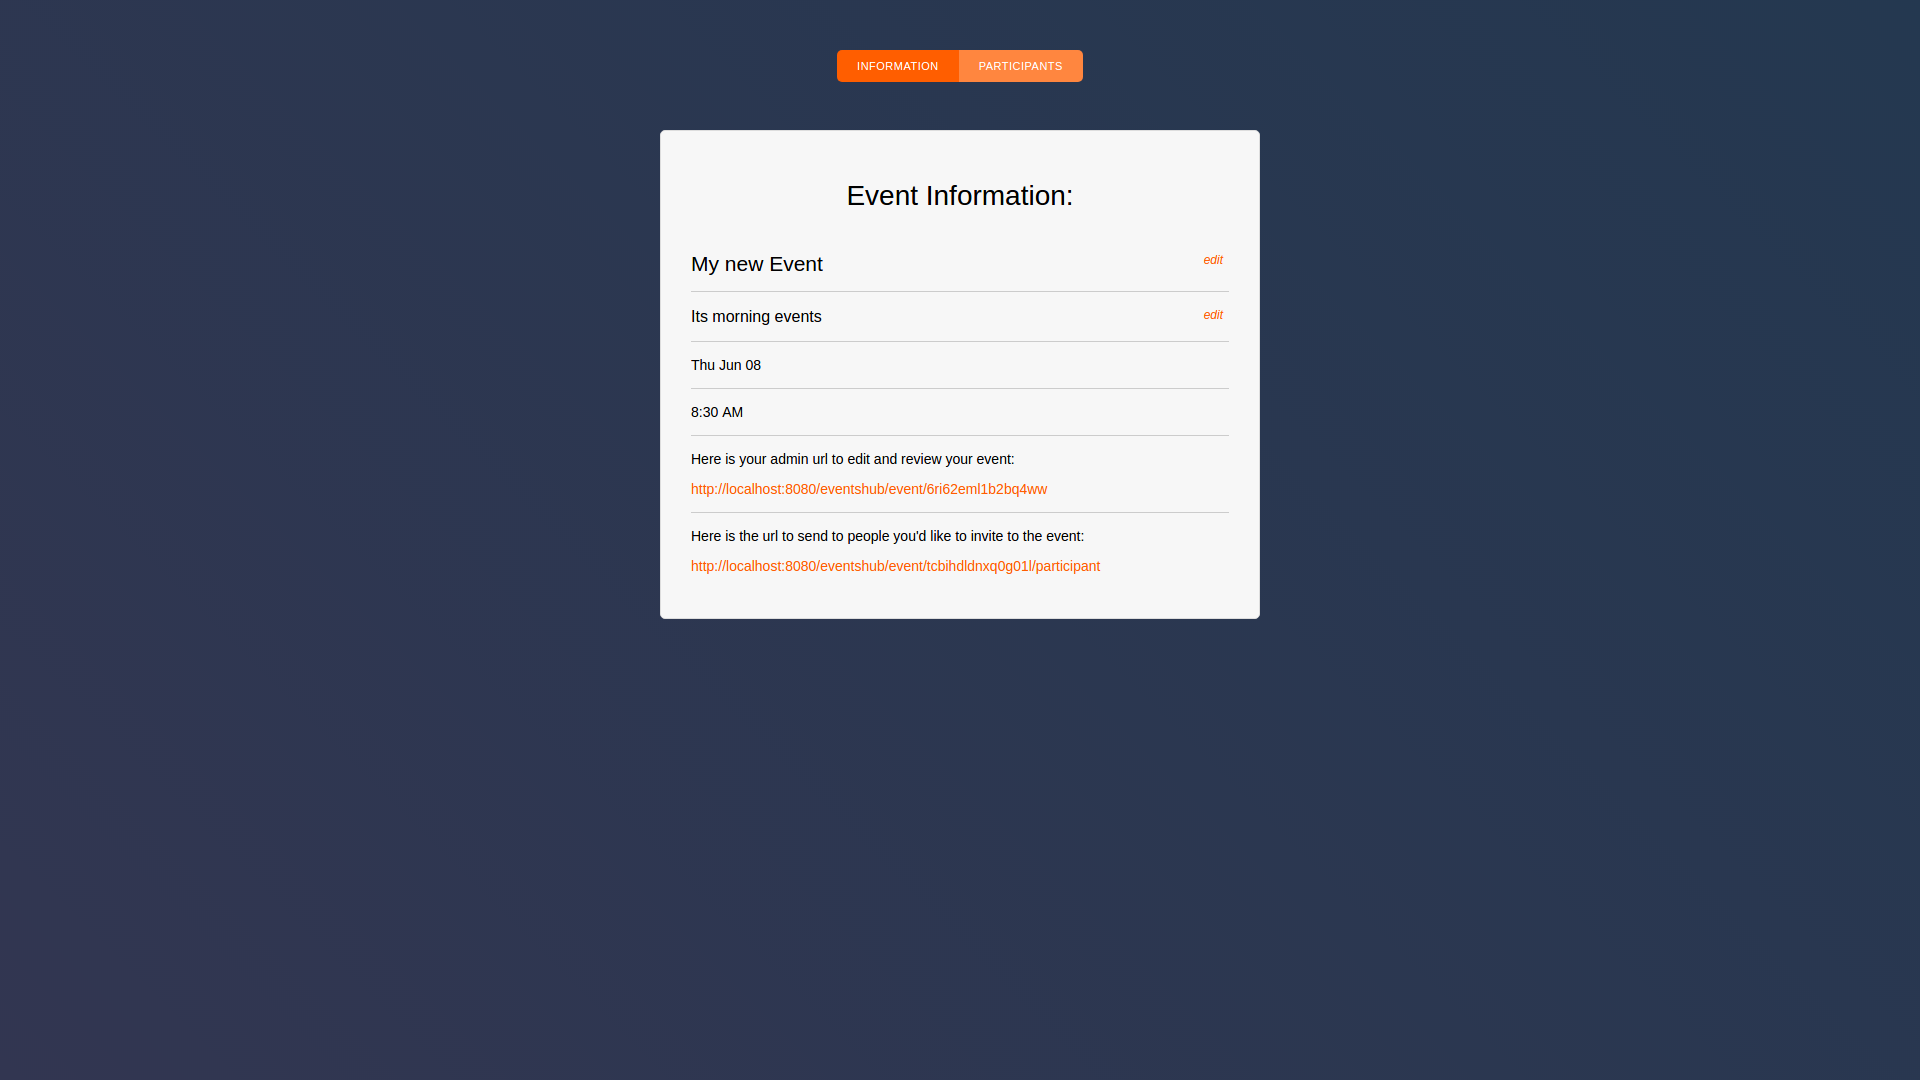 INFORMATION PARTICIPANTS
Event Information:
My new Event edit
Its morning events edit
Thu Jun 08
8:30 AM
Here is your admin url to edit and review your event:
http://localhost:8080/eventshub/event/6ri62eml1b2bq4ww
Here is the url to send to people you'd like to invite to the event:
http://localhost:8080/eventshub/event/tcbihdldnxq0g01l/participant